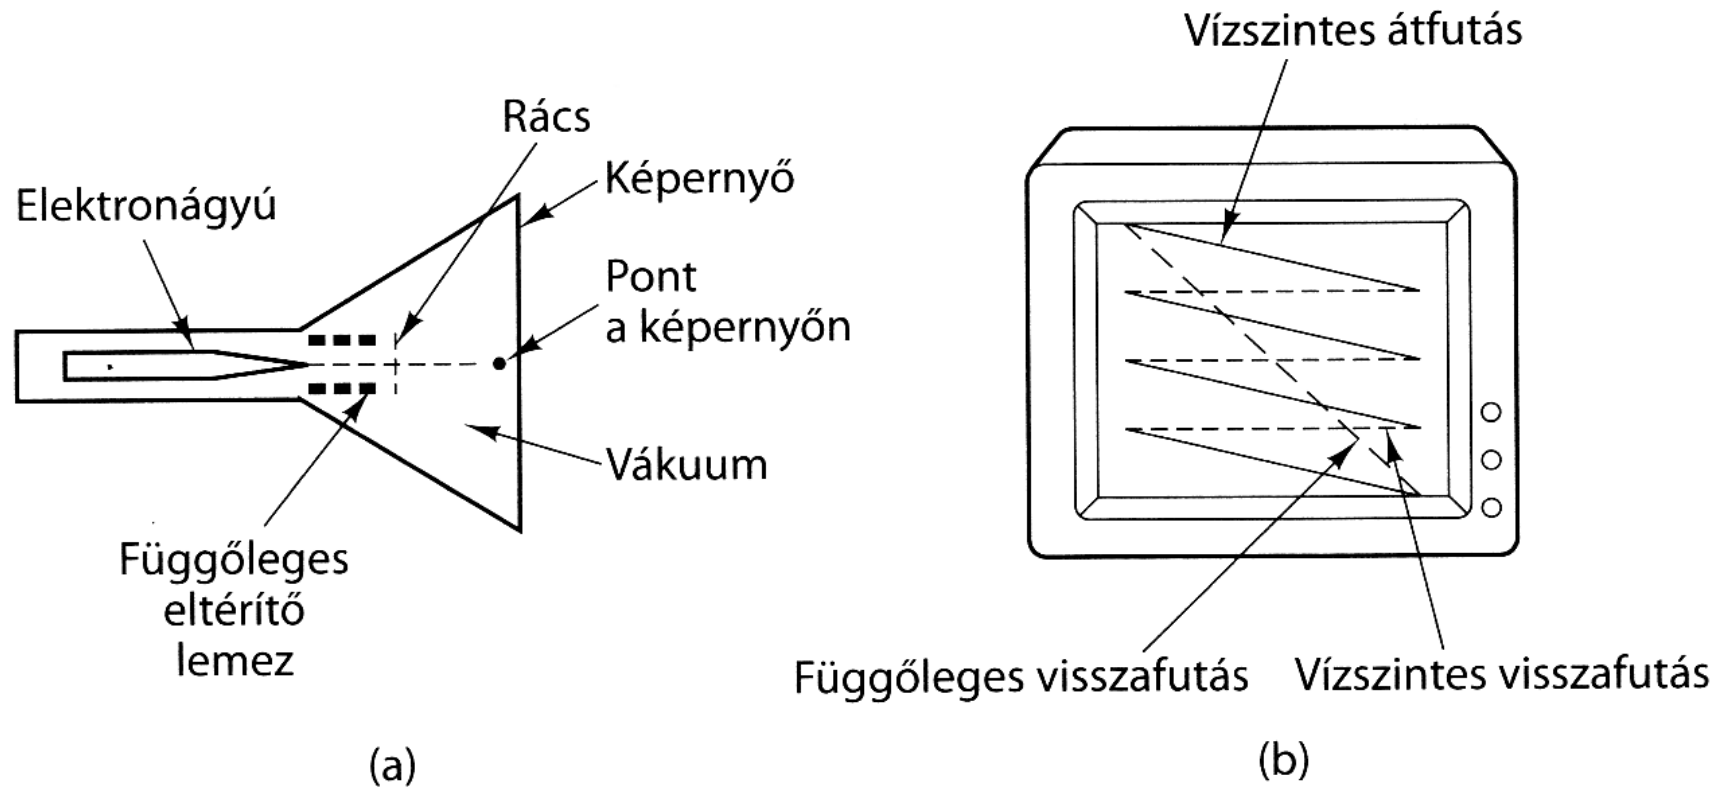 Elektronágyú
Rács
Képernyő
Pont
a képernyőn
Vákuum
Függőleges
eltérítő
lemez
(a)
Vízszintes átfutás
Függőleges visszafutás
Vízszintes visszafutás
(b)